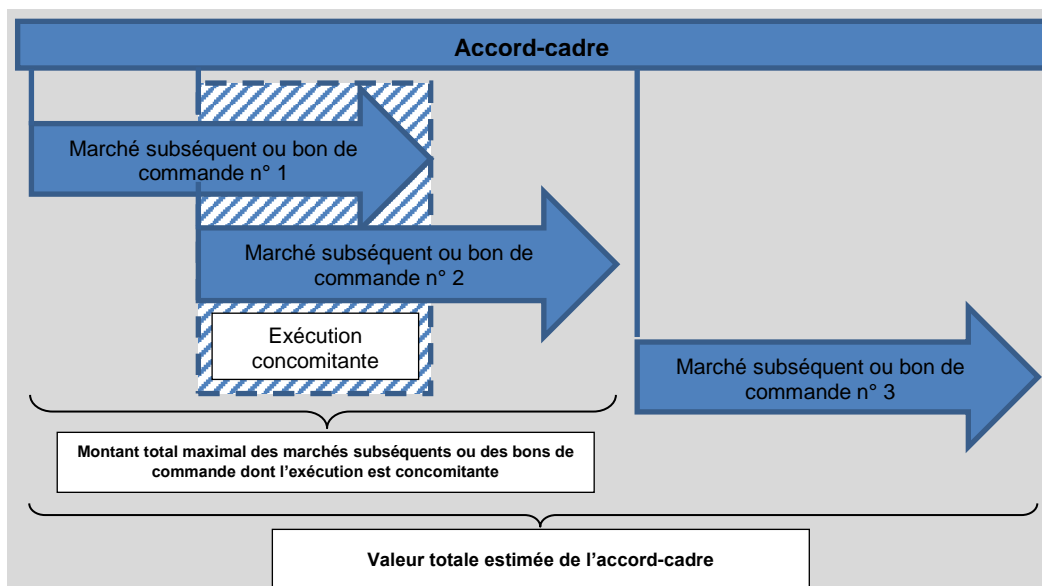 Accord-cadre
Marché subséquent ou bon de
commande n° 1
Marché subséquent ou bon de
commande n° 2
Exécution
concomitante
Marché subséquent ou bon de
commande n° 3
Montant total maximal des marchés subséquents ou des bons de
commande dont l’exécution est concomitante
Valeur totale estimée de l’accord-cadre